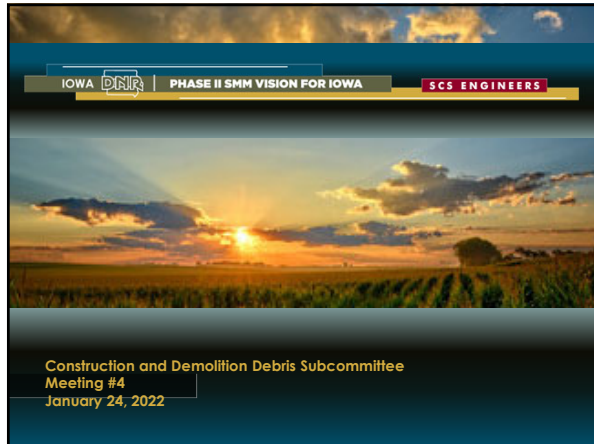 IOWA DNR | PHASE II SMM VISION FOR IOWA
SCS ENGINEERS
Construction and Demolition Debris Subcommittee
Meeting #4
January 24, 2022